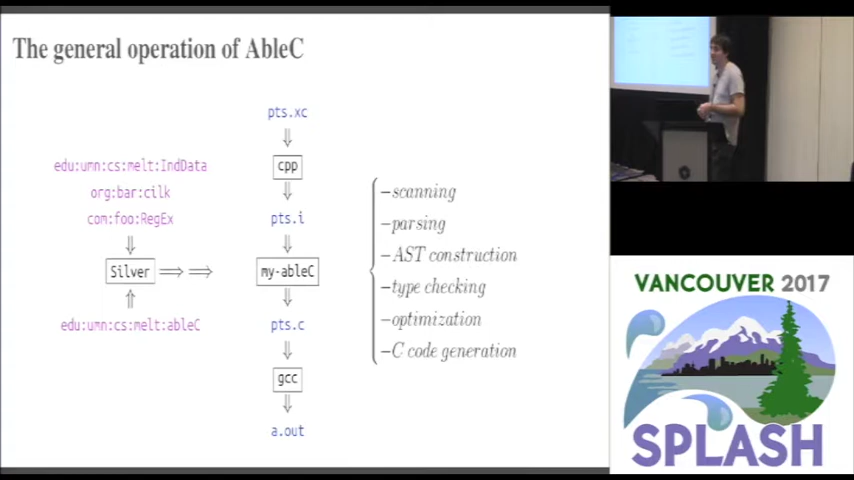 The general operation of AbleC
pts.xc
edu:umn:cs:melt:IndData
cpp
org:bar:cilk
-scanning
com:foo:RegEx
pts.i
-parsing
-AST construction
Silver
my-ableC
-type checking
edu:umn:cs:melt:ableC
pts.c
-optimization
-C code generation
gcc
a.out
VANCOUVER 2017
SPLASH